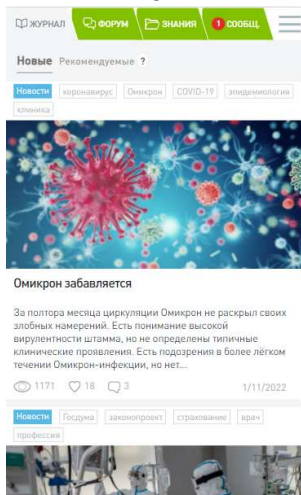 ЖУРНАЛ ФОРУМ ЗНАНИЯ 1 СООБЩ.
Новые Рекомендуемые ?
Новости коронавирус Омикрон COVID-19 эпидемиология
клиника
Омикрон забавляется
За полтора месяца циркуляции Омикрон не раскрыл своих
злобных намерений. Есть понимание высокой
вирулентности штамма, но не определены типичные
клинические проявления. Есть подозрения в более лёгком
течении Омикрон-инфекции, но нет...
1171 18 3 1/11/2022
Новости Госдума законопроект страхование врач
профессия